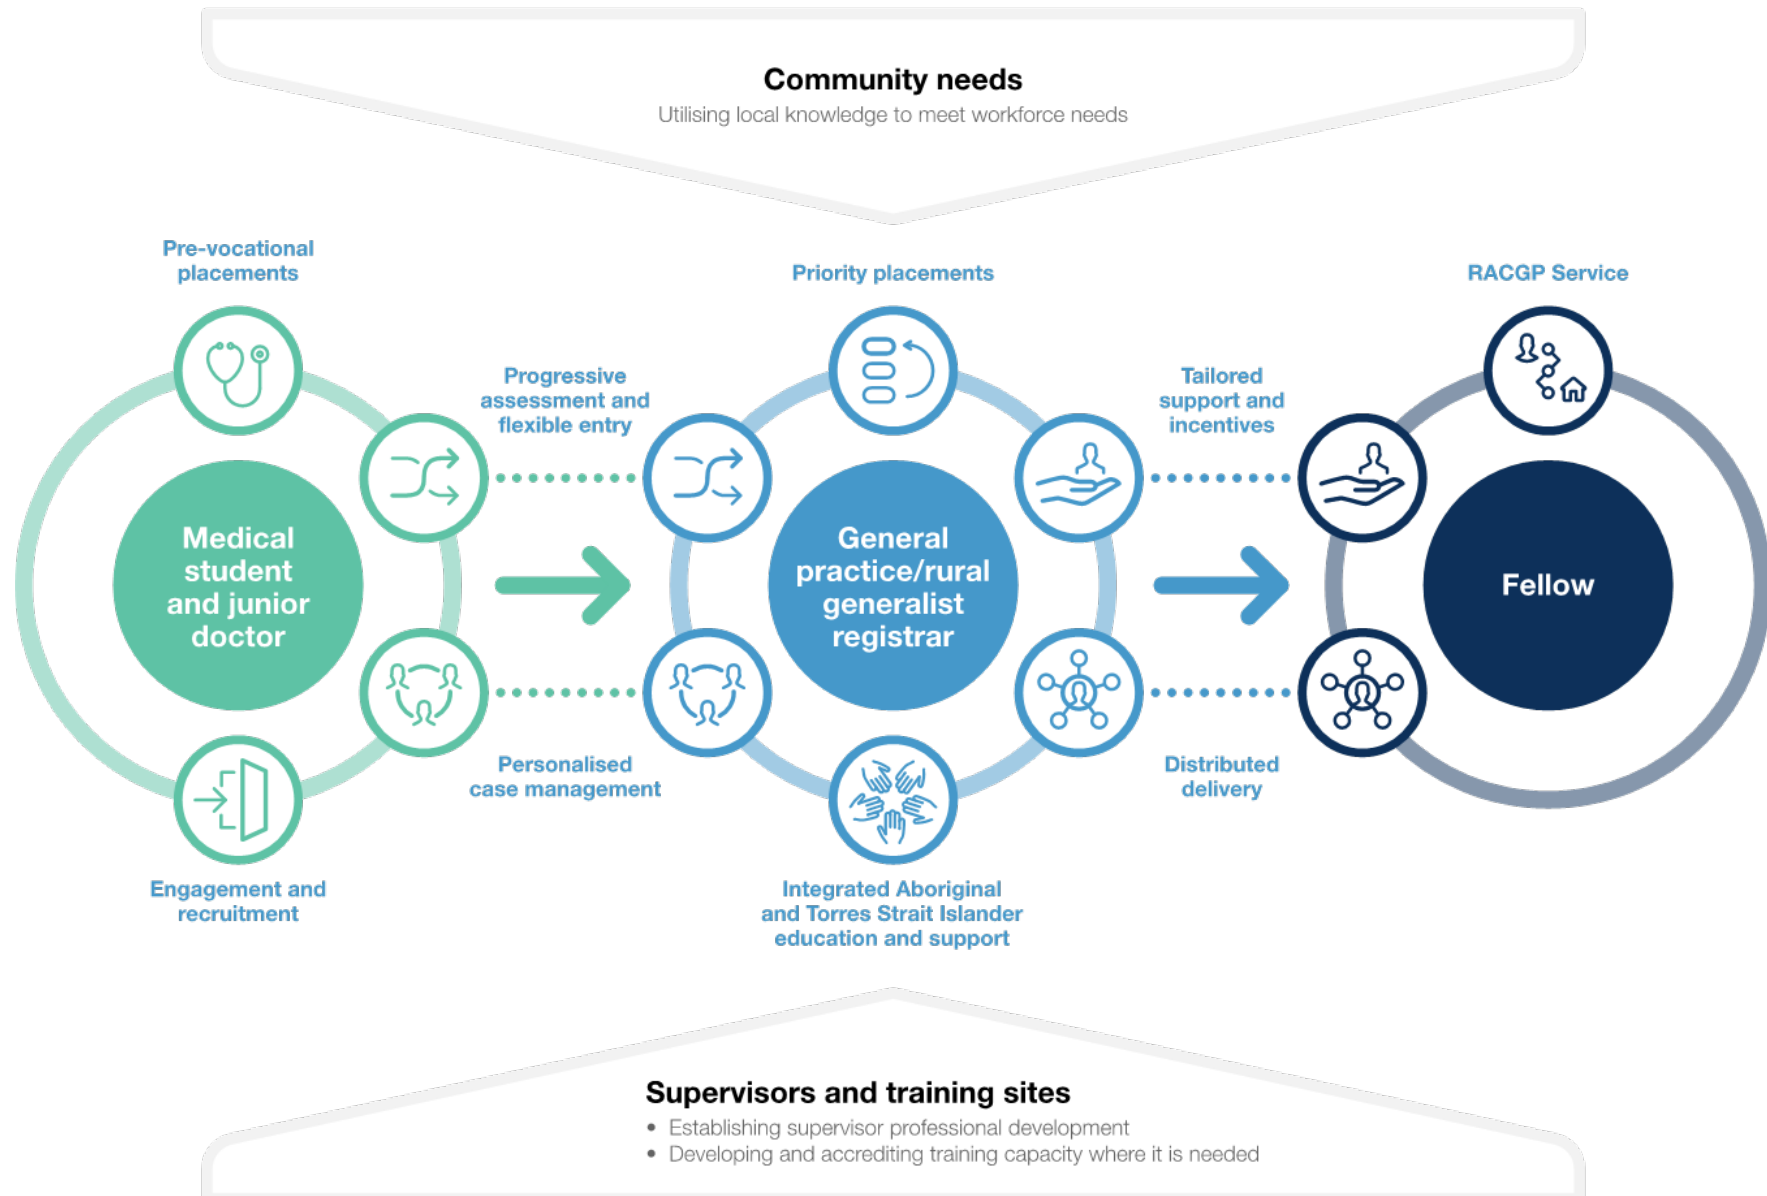 Community needs
Utilising local knowledge to meet workforce needs
Pre-vocational
placements
Priority placements
RACGP Service
Progressive
assessment and
flexible entry
Tailored
support and
incentives
Medical
student
and junior
doctor
General
practice/rural
generalist
registrar
Fellow
Personalised
case management
Distributed
delivery
Engagement and
recruitment
Integrated Aboriginal
and Torres Strait Islander
education and support
Supervisors and training sites
• Establishing supervisor professional development
• Developing and accrediting training capacity where it is needed